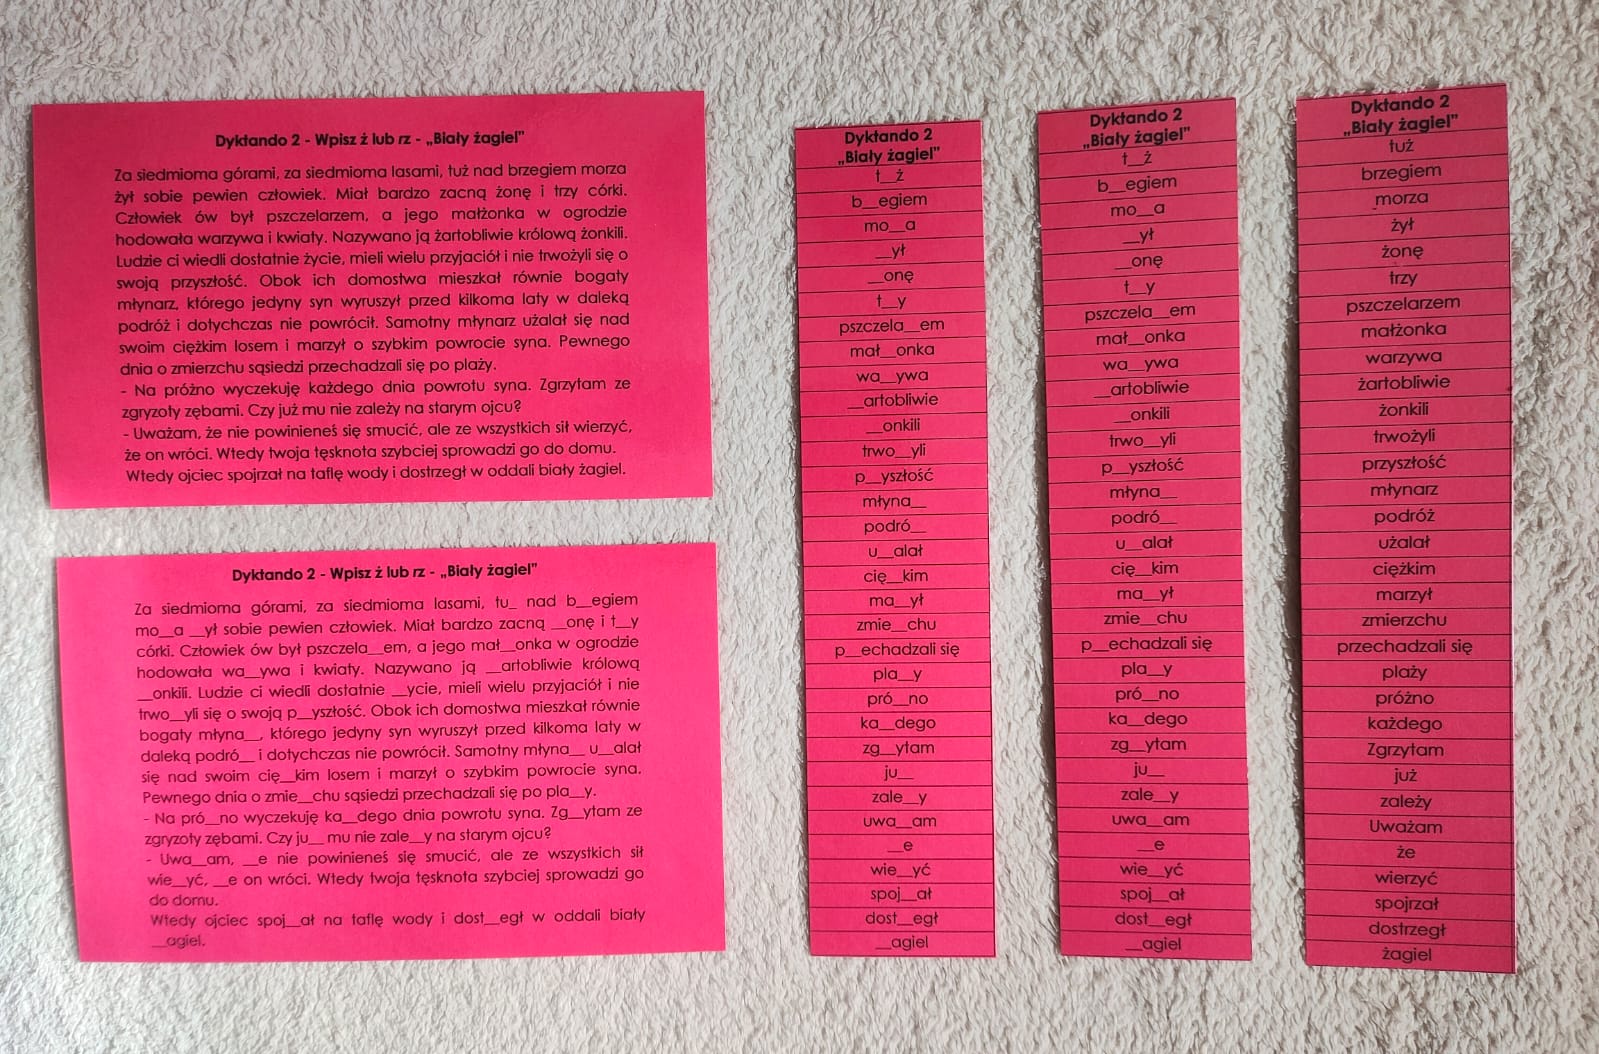 Dyktando 2 - Wpisz ż lub rz - „Biały żagiel”
Za siedmioma górami, za siedmioma lasami, tuż nad brzegiem morza
żył sobie pewien człowiek. Miał bardzo zacną żonę i trzy córki.
Człowiek ów był pszczelarzem, a jego małżonka w ogrodzie
hodowała warzywa i kwiaty. Nazywano ją żartobliwie królową żonkili.
Ludzie ci wiedli dostatnie życie, mieli wielu przyjaciół i nie trwożyli się o
swoją przyszłość. Obok ich domostwa mieszkał równie bogaty
młynarz, którego jedyny syn wyruszył przed kilkoma laty w daleką
podróż i dotychczas nie powrócił. Samotny młynarz użalał się nad
swoim ciężkim losem i marzył o szybkim powrocie syna. Pewnego
dnia o zmierzchu sąsiedzi przechadzali się po plaży.
- Na próżno wyczekuję każdego dnia powrotu syna. Zgrzytam ze
zgryzoty zębami. Czy już mu nie zależy na starym ojcu?
- Uważam, że nie powinieneś się smucić, ale ze wszystkich sił wierzyć,
że on wróci. Wtedy twoja tęsknota szybciej sprowadzi go do domu.
Wtedy ojciec spojrzał na taflę wody i dostrzegł w oddali biały żagiel.
Dyktando 2 - Wpisz ż lub rz - „Biały żagiel”
Za siedmioma górami, za siedmioma lasami, tu_ nad b__egiem
mo__a __ył sobie pewien człowiek. Miał bardzo zacną __onę i t__y
córki. Człowiek ów był pszczela__em, a jego mał__onka w ogrodzie
hodowała wa__ywa i kwiaty. Nazywano ją __artobliwie królową
__onkili. Ludzie ci wiedli dostatnie __ycie, mieli wielu przyjaciół i nie
trwo__yli się o swoją p__yszłość. Obok ich domostwa mieszkał równie
bogaty młyna__, którego jedyny syn wyruszył przed kilkoma laty w
daleką podró__ i dotychczas nie powrócił. Samotny młyna__ u__alał
się nad swoim cię__kim losem i marzył o szybkim powrocie syna.
Pewnego dnia o zmie__chu sąsiedzi przechadzali się po pla__y.
- Na pró__no wyczekuję ka__dego dnia powrotu syna. Zg__ytam ze
zgryzoty zębami. Czy ju__ mu nie zale__y na starym ojcu?
- Uwa__am, __e nie powinieneś się smucić, ale ze wszystkich sił
wie__yć, __e on wróci. Wtedy twoja tęsknota szybciej sprowadzi go
do domu.
Wtedy ojciec spoj__ał na taflę wody i dost__egł w oddali biały
__agiel.
Dyktando 2
„Biały żagiel”
t__ż
b__egiem
mo__a
__ył
__onę
t__y
pszczela__em
mał__onka
wa__ywa
__artobliwie
__onkili
trwo__yli
p__yszłość
młyna__
podró__
u__alał
cię__kim
ma__ył
zmie__chu
p__echadzali się
pla__y
pró__no
ka__dego
zg__ytam
ju__
zale__y
uwa__am
__e
wie__yć
spoj__ał
dost__egł
__agiel
Dyktando 2
„Biały żagiel”
t__ż
b__egiem
mo__a
__ył
__onę
t__y
pszczela__em
mał__onka
wa__ywa
__artobliwie
__onkili
trwo__yli
p__yszłość
młyna__
podró__
u__alał
cię__kim
ma__ył
zmie__chu
p__echadzali się
pla__y
pró__no
ka__dego
zg__ytam
ju__
zale__y
uwa__am
__e
wie__yć
spoj__ał
dost__egł
__agiel
Dyktando 2
„Biały żagiel”
tuż
brzegiem
morza
żył
żonę
trzy
pszczelarzem
małżonka
warzywa
żartobliwie
żonkili
trwożyli
przyszłość
młynarz
podróż
użalał
ciężkim
marzył
zmierzchu
przechadzali się
plaży
próżno
każdego
Zgrzytam
już
zależy
Uważam
że
wierzyć
spojrzał
dostrzegł
żagiel